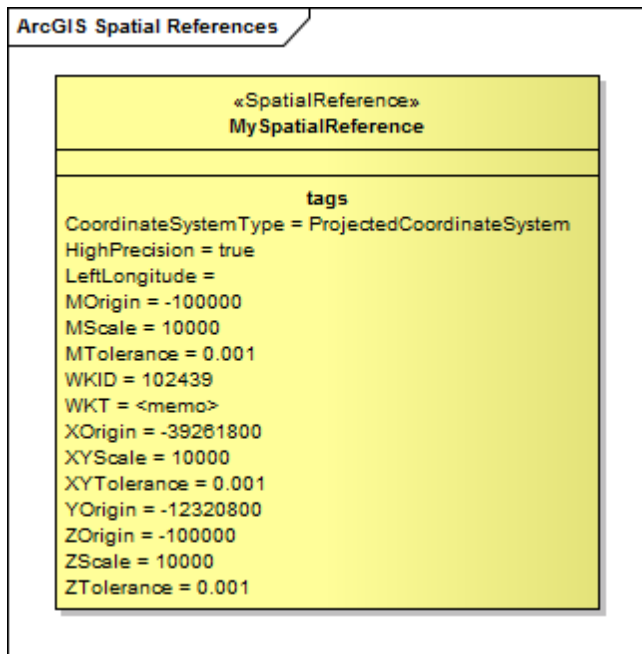 ArcGIS Spatial References
«SpatialReference»
MySpatialReference
tags
CoordinateSystemType = ProjectedCoordinateSystem
HighPrecision = true
LeftLongitude =
MOrigin = -100000
MScale = 10000
MTolerance = 0.001
WKID = 102439
WKT = <memo>
XOrigin = -39261800
XYScale = 10000
XYTolerance = 0.001
YOrigin = -12320800
ZOrigin = -100000
ZScale = 10000
ZTolerance = 0.001